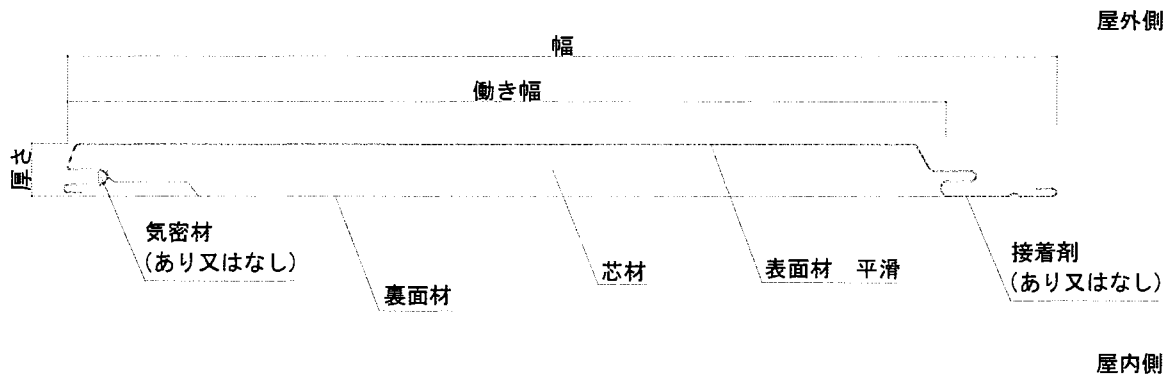 屋外側
幅
働き幅
厚さ
気密材
(あり又はなし)
裏面材
芯材
表面材　平滑
接着剤
(あり又はなし)
屋内側